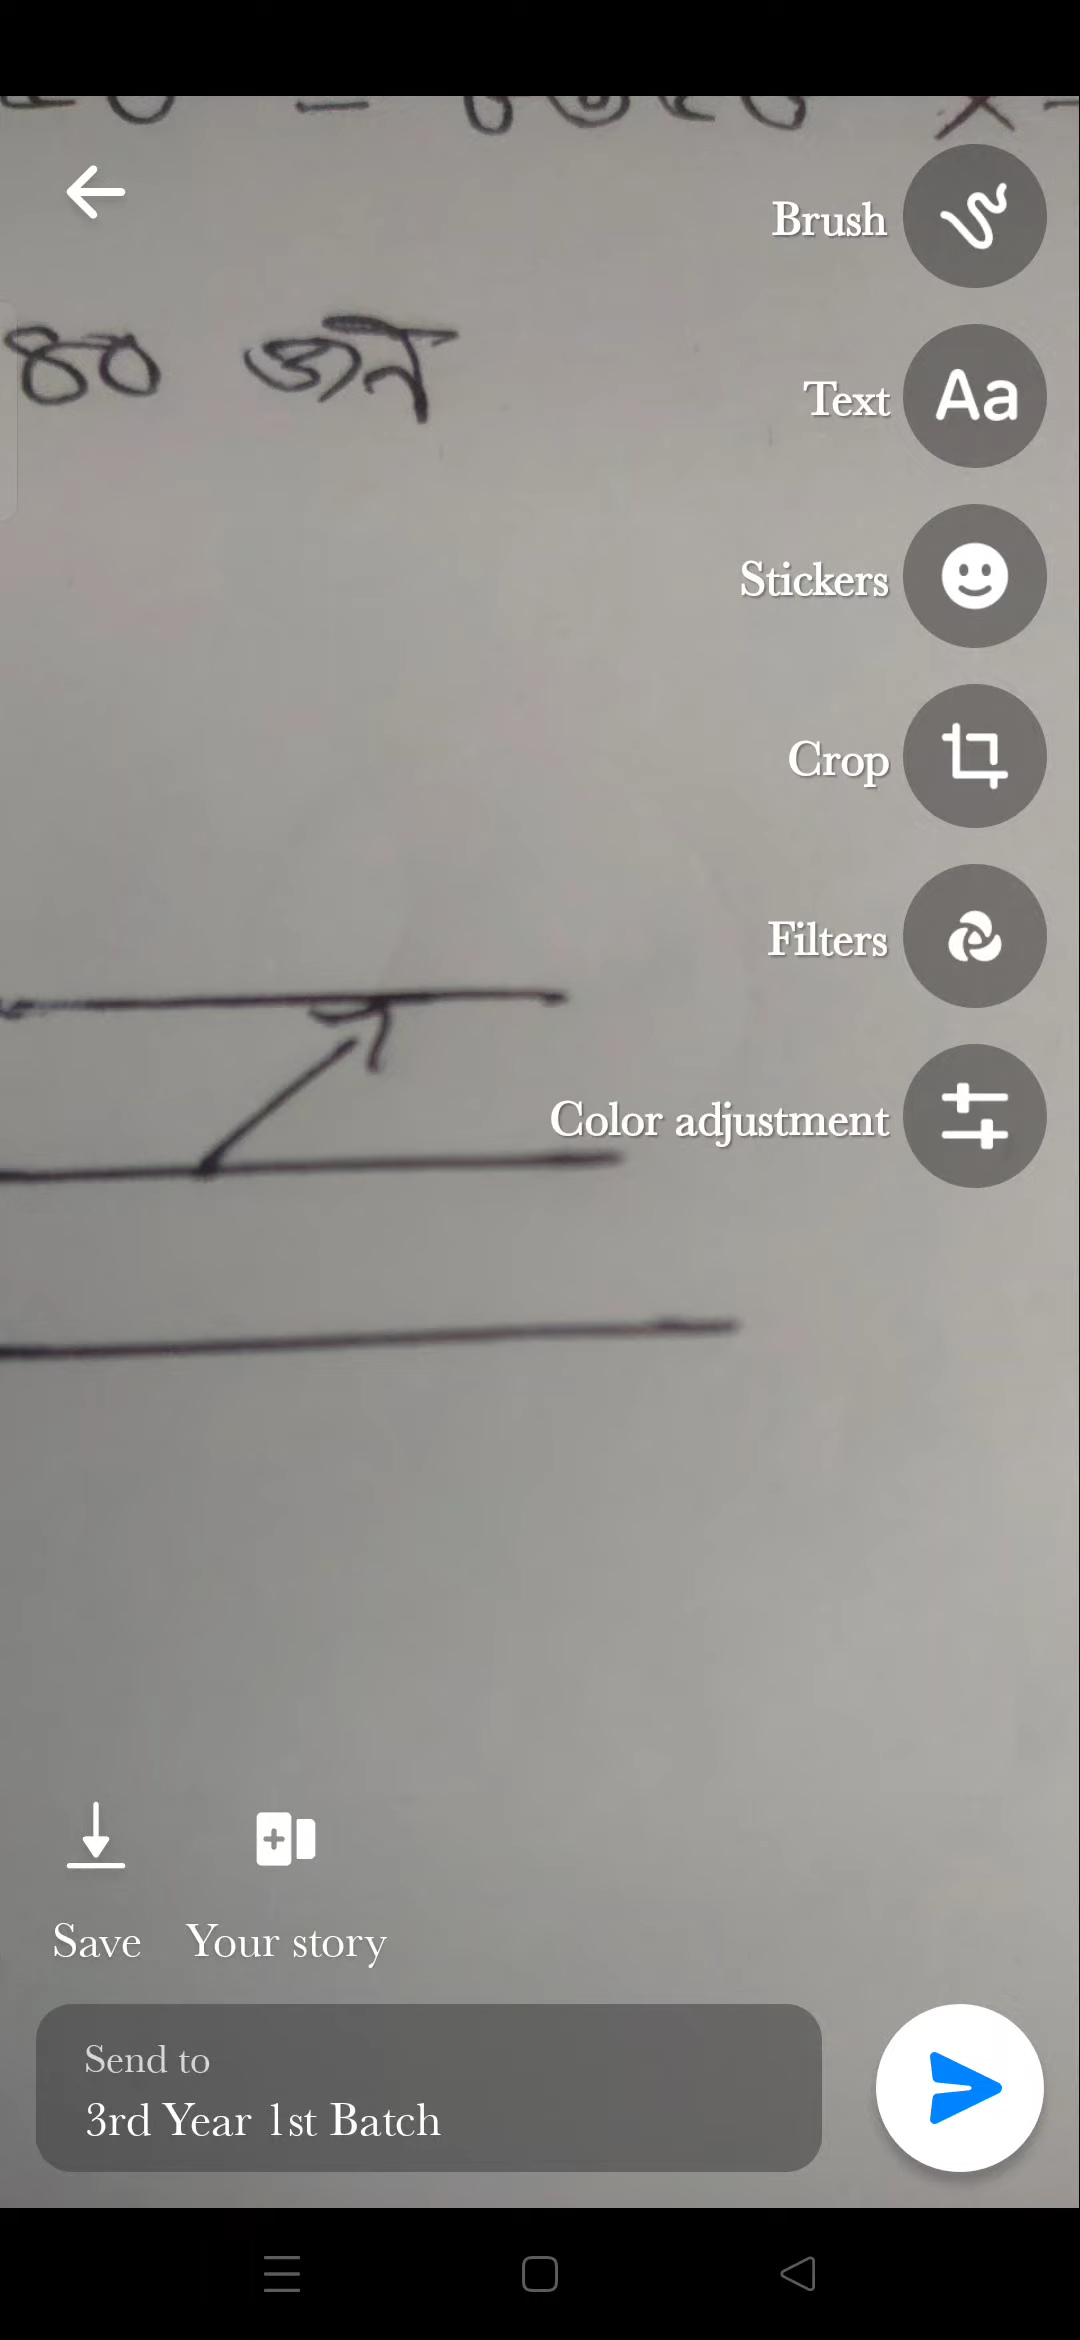 Brush
৪০ জন
Text
Aa
Stickers
Crop
Filters
Color adjustment
Save
Your story
Send to
3rd Year 1st Batch